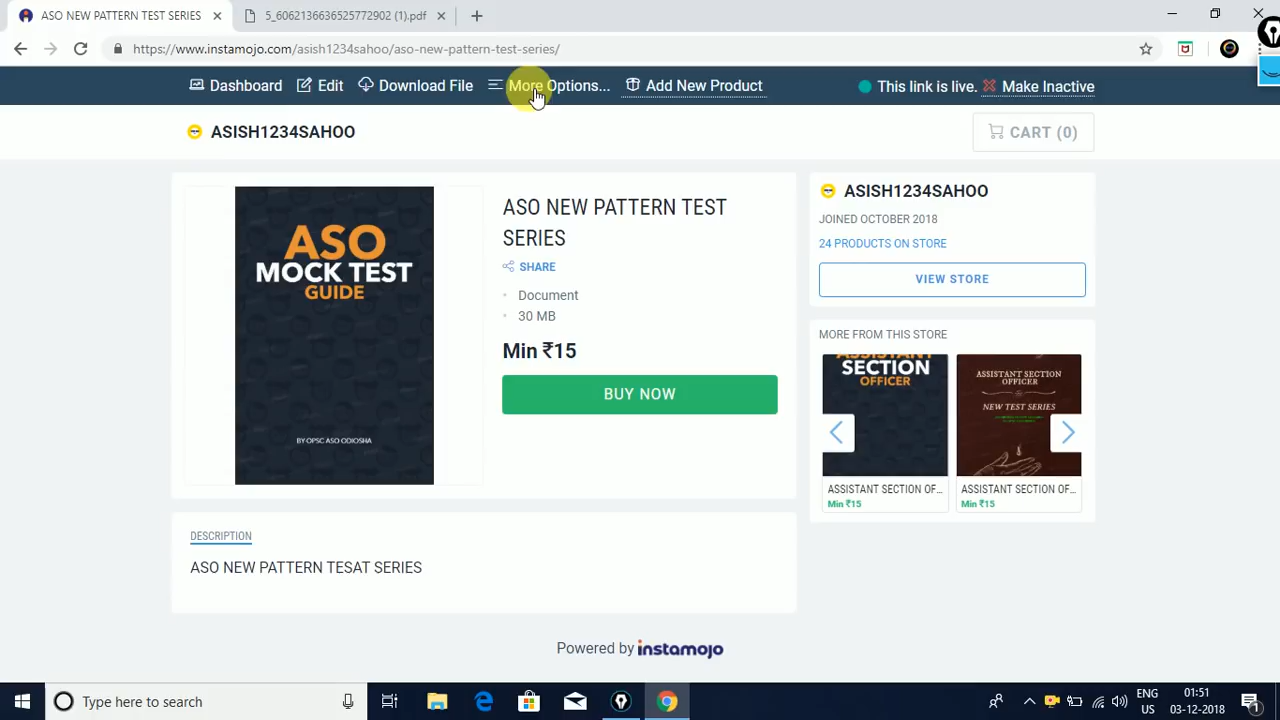 ASO NEW PATTERN TEST SERIES
5_6062136636525772902 (1).pdf
https://www.instamojo.com/asish1234sahoo/aso-new-pattern-test-series/
Dashboard Edit Download File More Options... Add New Product This link is live. Make Inactive
ASISH1234SAHOO
CART (0)
ASO
MOCK TEST
GUIDE
BY OPSC ASO ODIOSHA
ASO NEW PATTERN TEST
SERIES
SHARE
Document
30 MB
Min ₹15
BUY NOW
ASISH1234SAHOO
JOINED OCTOBER 2018
24 PRODUCTS ON STORE
VIEW STORE
MORE FROM THIS STORE
ASSISTANT
SECTION
OFFICER
ASSISTANT SECTION OF...
Min ₹15
ASSISTANT SECTION
OFFICER
NEW TEST SERIES
ASSISTANT SECTION OF...
Min ₹15
DESCRIPTION
ASO NEW PATTERN TESAT SERIES
Powered by instamojo
Type here to search
ENG
US
01:51
03-12-2018
1